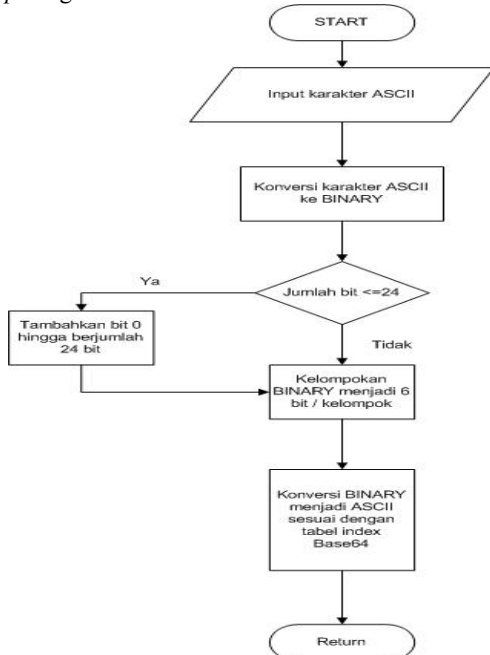 START
Input karakter ASCII
Konversi karakter ASCII
ke BINARY
Jumlah bit <=24
Ya
Tambahkan bit 0
hingga berjumlah
24 bit
Tidak
Kelompokan
BINARY menjadi 6
bit / kelompok
Konversi BINARY
menjadi ASCII
sesuai dengan
tabel index
Base64
Return